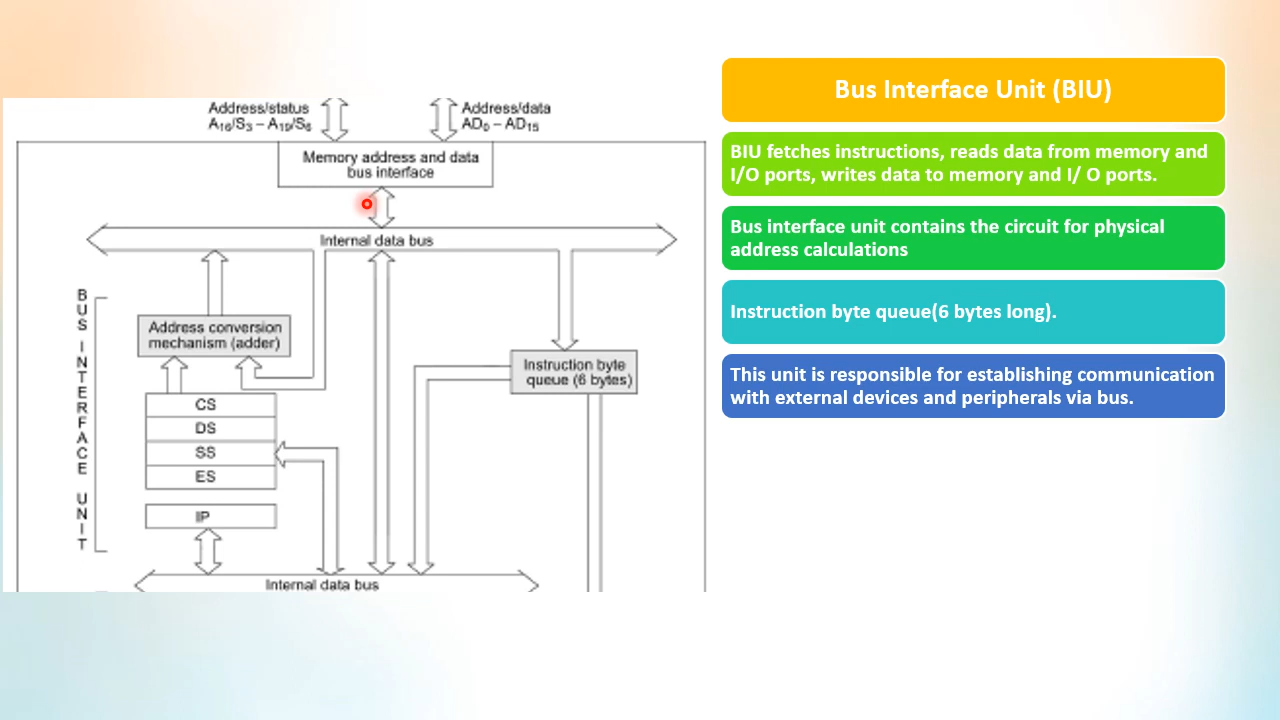 Address/status
A16/S3 – A19/S6
Address/data
AD0 – AD15
Memory address and data
bus interface
Internal data bus
BUS INTERFACE UNIT
Address conversion
mechanism (adder)
Instruction byte
queue (6 bytes)
CS
DS
SS
ES
IP
Internal data bus
Bus Interface Unit (BIU)
BIU fetches instructions, reads data from memory and
I/O ports, writes data to memory and I/ O ports.
Bus interface unit contains the circuit for physical
address calculations
Instruction byte queue(6 bytes long).
This unit is responsible for establishing communication
with external devices and peripherals via bus.